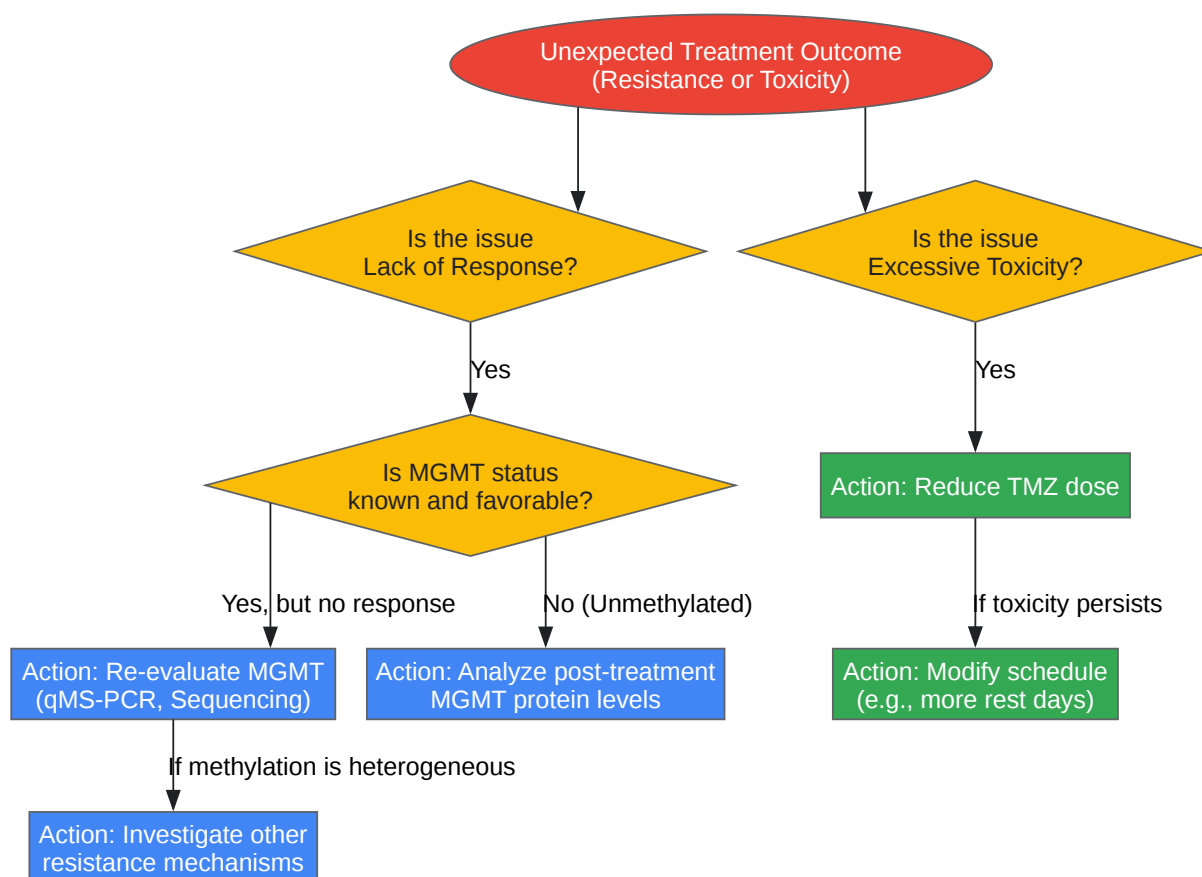 Unexpected Treatment Outcome
(Resistance or Toxicity)
Is the issue
Lack of Response?
Is the issue
Excessive Toxicity?
Yes
Yes
Is MGMT status
known and favorable?
Action: Reduce TMZ dose
Yes, but no response
No (Unmethylated)
If toxicity persists
Action: Re-evaluate MGMT
(qMS-PCR, Sequencing)
Action: Analyze post-treatment
MGMT protein levels
Action: Modify schedule
(e.g., more rest days)
If methylation is heterogeneous
Action: Investigate other
resistance mechanisms